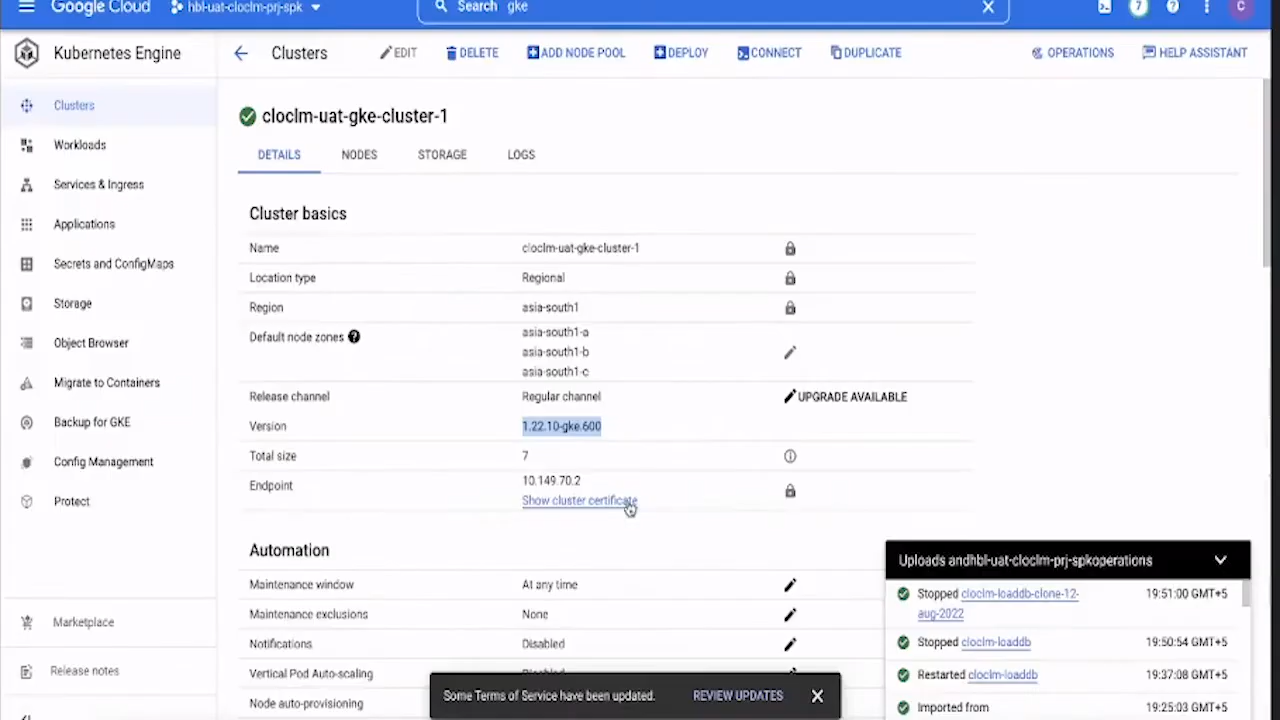 Google Cloud
hbl-uat-cloclm-prj-spk
Search gke
7
?
C
Kubernetes Engine
Clusters
EDIT
DELETE
ADD NODE POOL
DEPLOY
CONNECT
DUPLICATE
OPERATIONS
HELP ASSISTANT
Clusters
Workloads
Services & Ingress
Applications
Secrets and ConfigMaps
Storage
Object Browser
Migrate to Containers
Backup for GKE
Config Management
Protect
Marketplace
Release notes
cloclm-uat-gke-cluster-1
DETAILS
NODES
STORAGE
LOGS
Cluster basics
Name cloclm-uat-gke-cluster-1
Location type Regional
Region asia-south1
Default node zones ? asia-south1-a
asia-south1-b
asia-south1-c
Release channel Regular channel UPGRADE AVAILABLE
Version 1.22.10-gke.600
Total size 7
Endpoint 10.149.70.2
Show cluster certificate
Automation
Maintenance window At any time
Maintenance exclusions None
Notifications Disabled
Vertical Pod Auto-scaling
Node auto-provisioning
Uploads andhbl-uat-cloclm-prj-spkoperations
Stopped cloclm-loaddb-clone-12- 19:51:00 GMT+5
aug-2022
Stopped cloclm-loaddb 19:50:54 GMT+5
Restarted cloclm-loaddb 19:37:08 GMT+5
Imported from 19:25:03 GMT+5
Some Terms of Service have been updated. REVIEW UPDATES